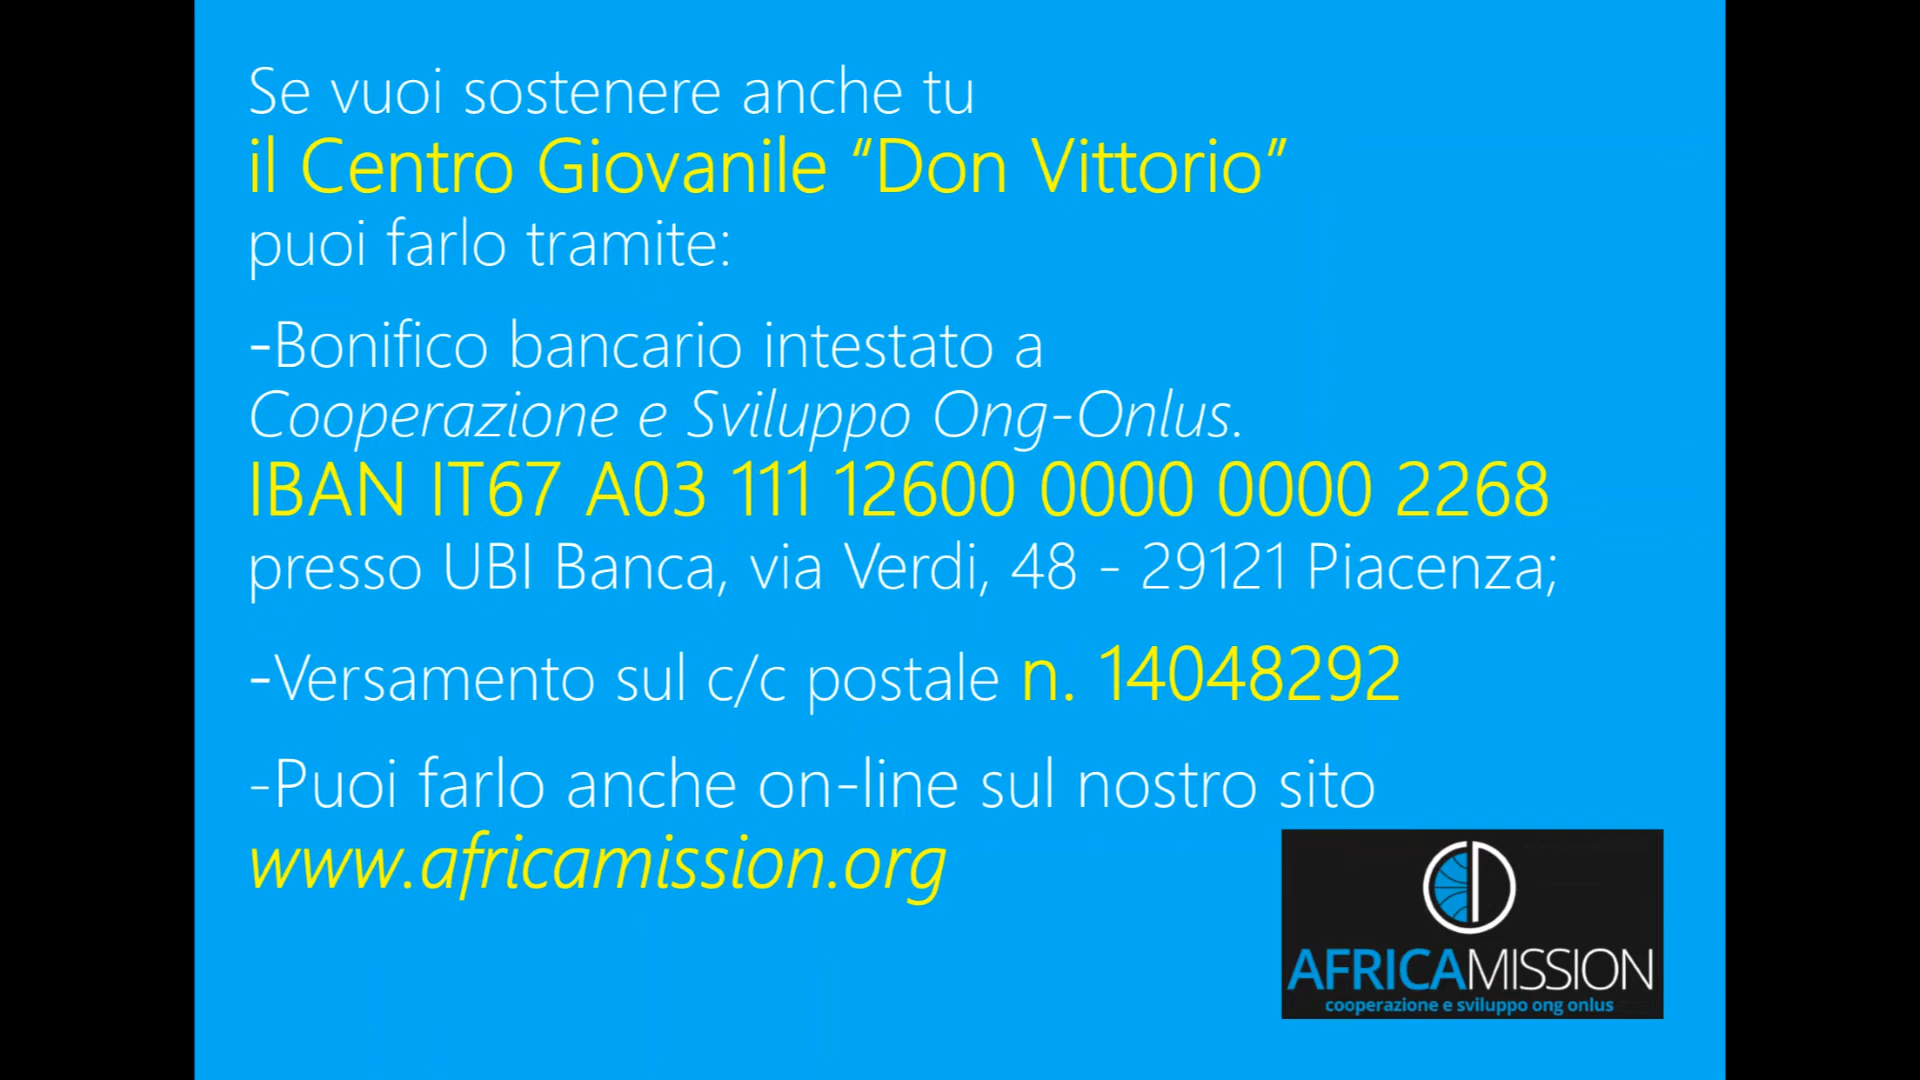 Se vuoi sostenere anche tu
il Centro Giovanile “Don Vittorio”
puoi farlo tramite:
-Bonifico bancario intestato a
Cooperazione e Sviluppo Ong-Onlus.
IBAN IT67 A03 111 12600 0000 0000 2268
presso UBI Banca, via Verdi, 48 - 29121 Piacenza;
-Versamento sul c/c postale n. 14048292
-Puoi farlo anche on-line sul nostro sito
www.africamission.org
AFRICAMISSION
cooperazione e sviluppo ong onlus